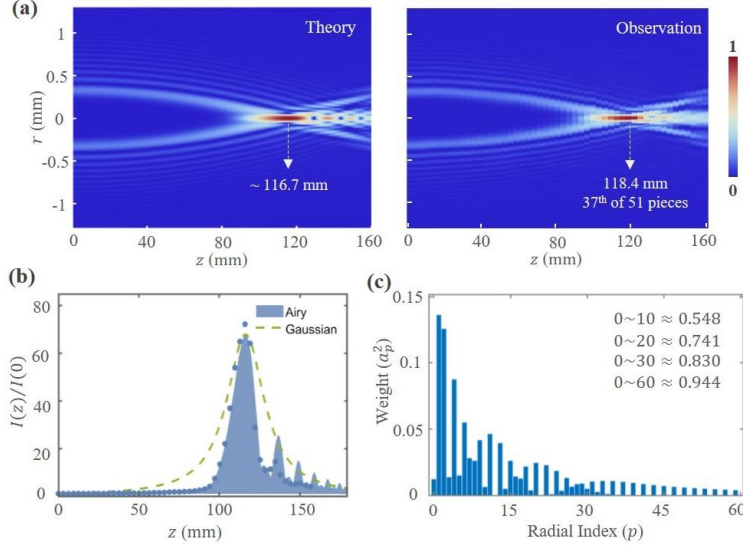 (a)
Theory
Observation
r (mm)
1
0.5
0
-0.5
-1
~ 116.7 mm
118.4 mm
37th of 51 pieces
0 40 80 120 160
z (mm)
0 40 80 120 160
z (mm)
1
0
(b)
I(z)/I(0)
80
60
40
20
0
Airy
Gaussian
0 50 100 150
z (mm)
(c)
Weight (a_p^2)
0.15
0.10
0.05
0
0~10 ≈ 0.548
0~20 ≈ 0.741
0~30 ≈ 0.830
0~60 ≈ 0.944
0 15 30 45 60
Radial Index (p)